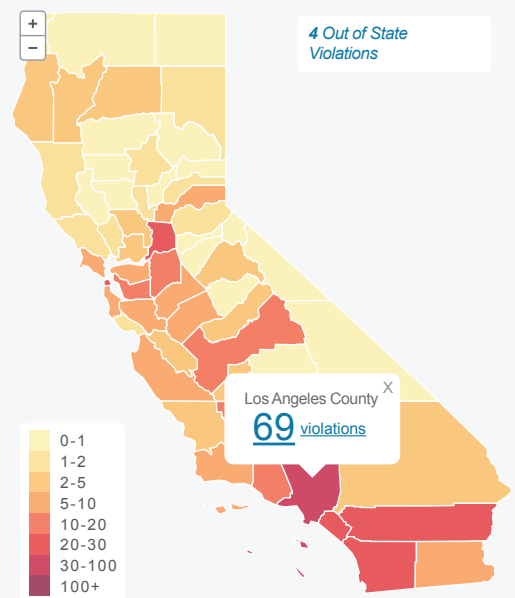 +
−
4 Out of State
Violations
Los Angeles County
X
69 violations
0-1
1-2
2-5
5-10
10-20
20-30
30-100
100+